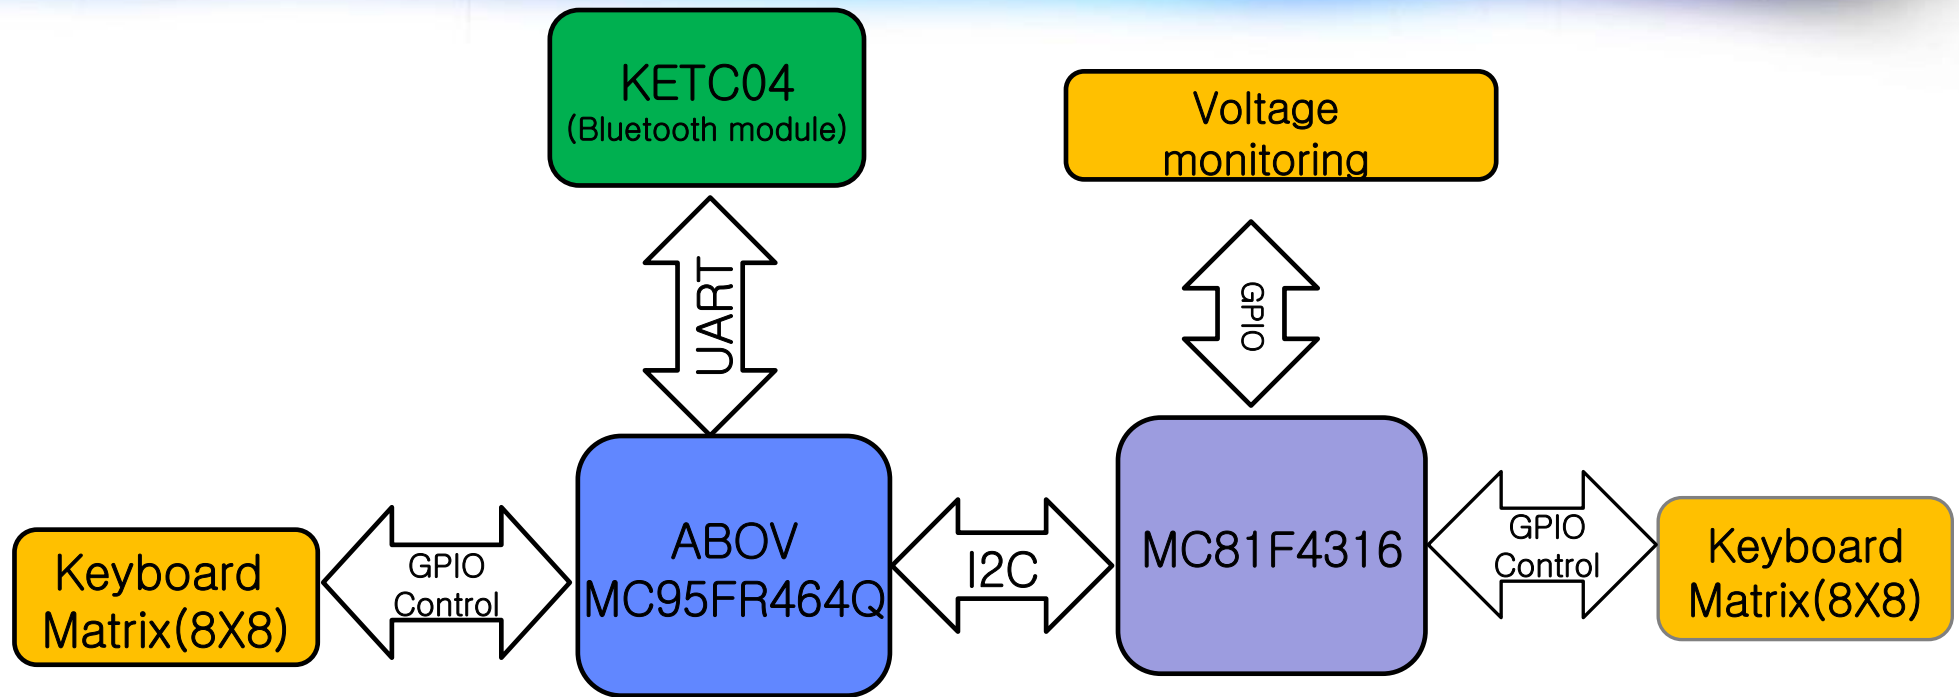 KETC04
(Bluetooth module)
Voltage
monitoring
UART
GPIO
Keyboard
Matrix(8X8)
GPIO
Control
ABOV
MC95FR464Q
I2C
MC81F4316
GPIO
Control
Keyboard
Matrix(8X8)